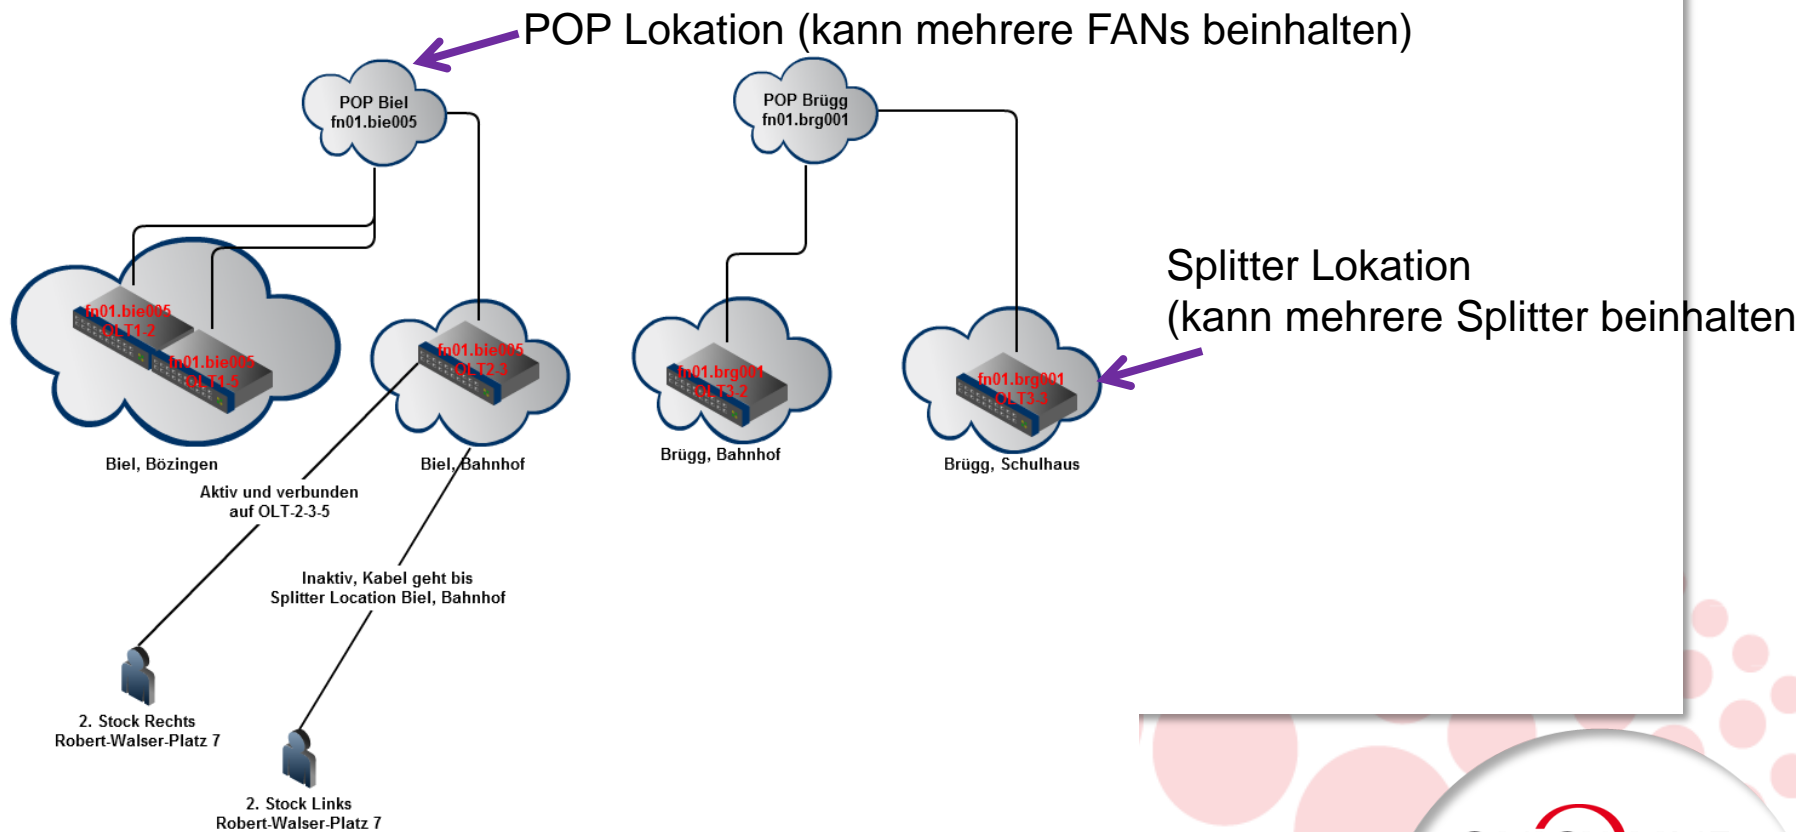 POP Lokation (kann mehrere FANs beinhalten)
POP Biel
fn01.bie005
POP Brügg
fn01.brg001
Splitter Lokation
(kann mehrere Splitter beinhalten
fn01.bie005
OLT1-2
fn01.bie005
OLT1-5
fn01.bie005
OLT2-3
fn01.brg001
OLT3-2
fn01.brg001
OLT3-3
Biel, Bözingen
Biel, Bahnhof
Brügg, Bahnhof
Brügg, Schulhaus
Aktiv und verbunden
auf OLT-2-3-5
Inaktiv, Kabel geht bis
Splitter Location Biel, Bahnhof
2. Stock Rechts
Robert-Walser-Platz 7
2. Stock Links
Robert-Walser-Platz 7